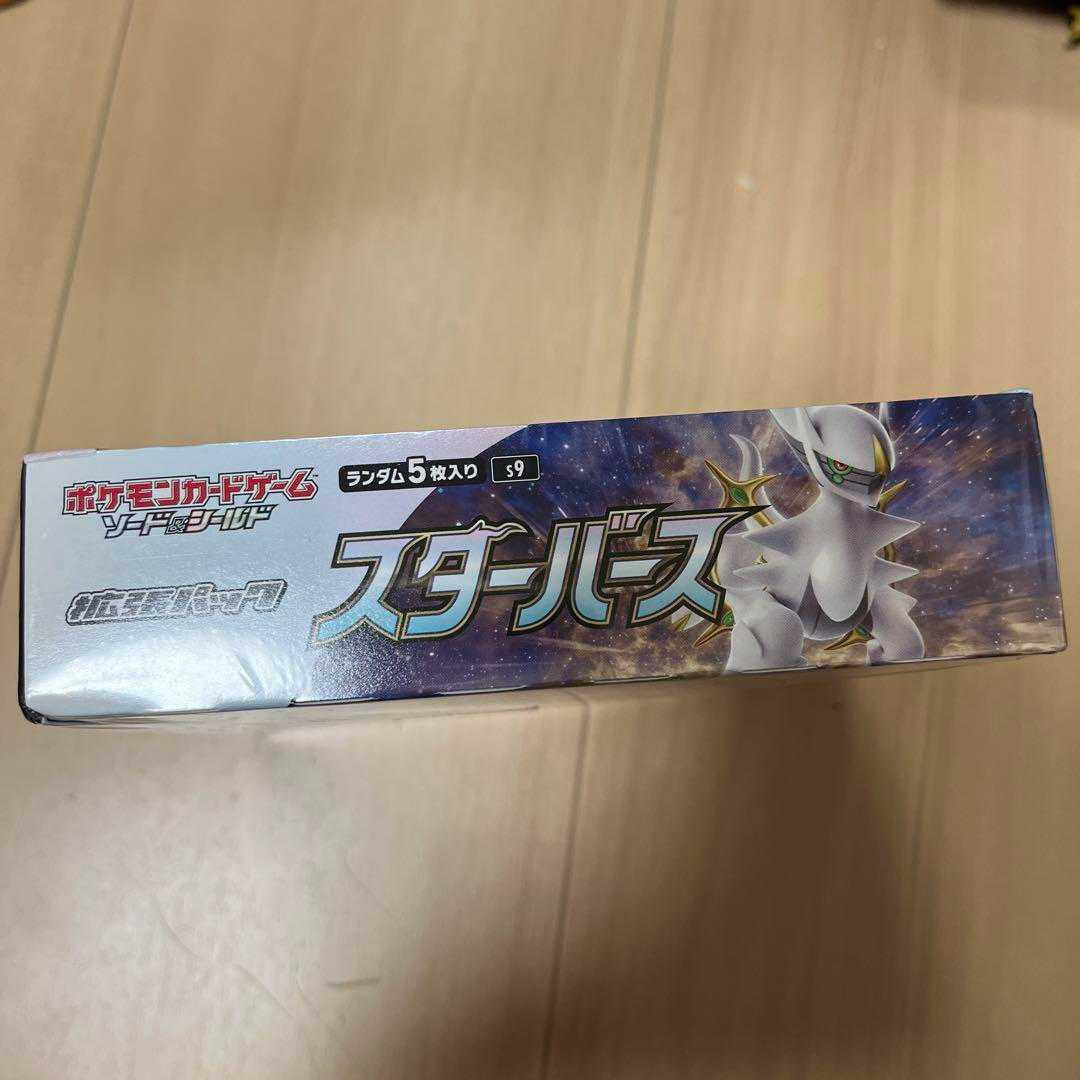 ポケモンカードゲーム
ソード&シールド
拡張パック
ランダム5枚入り s9
スターバース